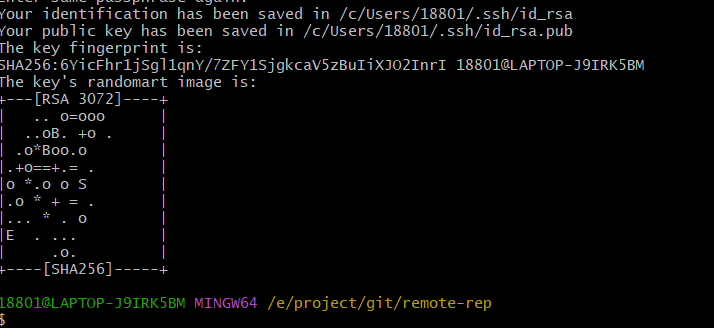 Enter same passphrase again:
Your identification has been saved in /c/Users/18801/.ssh/id_rsa
Your public key has been saved in /c/Users/18801/.ssh/id_rsa.pub
The key fingerprint is:
SHA256:6YicFhr1jSgl1qnY/7ZFY1SjgkcaV5zBuIiXJO2InrI 18801@LAPTOP-J9IRK5BM
The key's randomart image is:
+---[RSA 3072]----+
|   .. o=ooo      |
|  ..oB. +o .     |
| .o*Boo.o        |
|.+o==+.= .       |
|o *.o o S        |
|.o * + = .       |
|... * . o        |
|E  . ...         |
|     .o.         |
+----[SHA256]-----+
18801@LAPTOP-J9IRK5BM MINGW64 /e/project/git/remote-rep
$